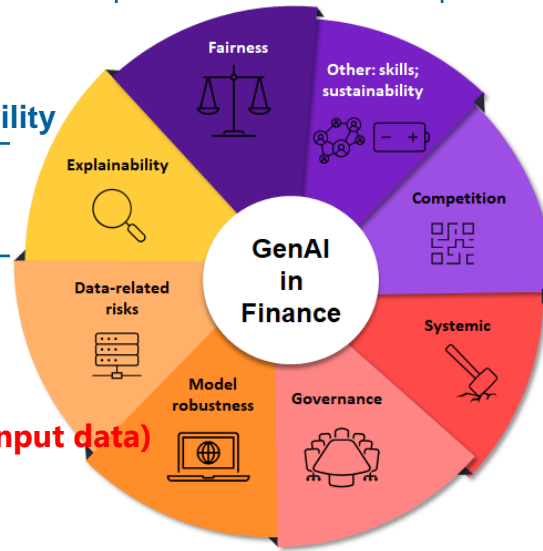 Fairness
Other: skills;
sustainability
ility
Explainability
Competition
GenAI
in
Finance
Data-related
risks
Systemic
Model
robustness
Governance
nput data)